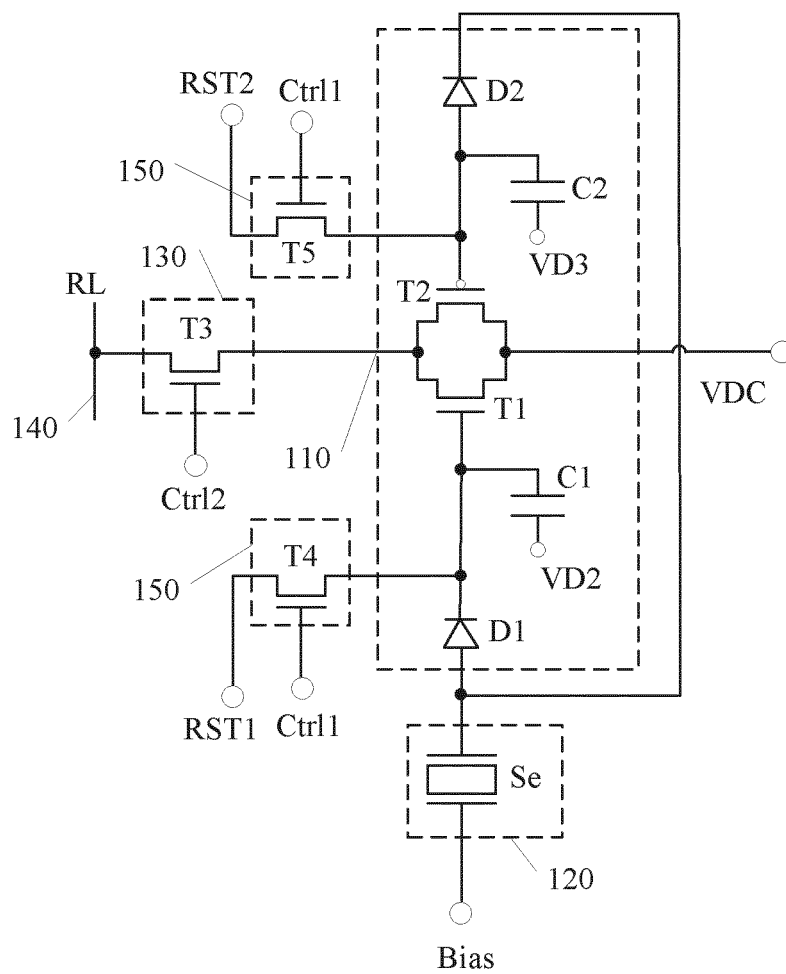 RST2
Ctrl1
D2
150
C2
T5
VD3
130
RL
T3
T2
VDC
T1
140
110
Ctrl2
C1
T4
150
VD2
D1
RST1
Ctrl1
Se
120
Bias